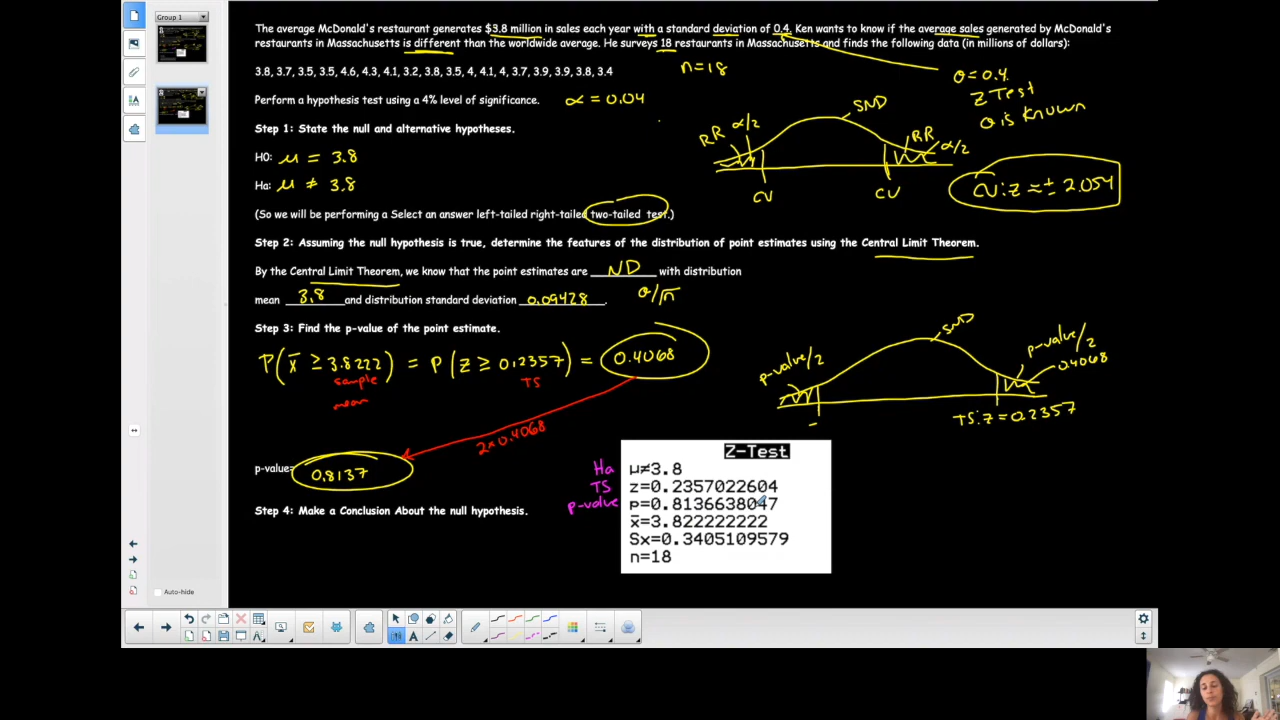 Group 1
The average McDonald's restaurant generates $3.8 million in sales each year with a standard deviation of 0.4. Ken wants to know if the average sales generated by McDonald's
restaurants in Massachusetts is different than the worldwide average. He surveys 18 restaurants in Massachusetts and finds the following data (in millions of dollars):
n=18
3.8, 3.7, 3.5, 3.5, 4.6, 4.3, 4.1, 3.2, 3.8, 3.5, 4, 4.1, 4, 3.7, 3.9, 3.9, 3.8, 3.4
σ=0.4
Z Test
σ is known
Perform a hypothesis test using a 4% level of significance. α = 0.04
SND
RR α/2
RR α/2
CV
CV
CV: z = ± 2.054
Step 1: State the null and alternative hypotheses.
H0: μ = 3.8
Ha: μ ≠ 3.8
(So we will be performing a Select an answer left-tailed right-tailed two-tailed test.)
Step 2: Assuming the null hypothesis is true, determine the features of the distribution of point estimates using the Central Limit Theorem.
By the Central Limit Theorem, we know that the point estimates are ND with distribution
mean 3.8 and distribution standard deviation 0.09428. σ/√n
Step 3: Find the p-value of the point estimate.
P(x̄ ≥ 3.8222) = P(z ≥ 0.2357) = 0.4068
sample
mean
TS
2×0.4068
SND
p-value/2
p-value/2
0.4068
TS: z = 0.2357
p-value= 0.8137
Step 4: Make a Conclusion About the null hypothesis.
Z-Test
Ha μ≠3.8
TS z=0.2357022604
p-value p=0.8136638047
x̄=3.822222222
Sx=0.3405109579
n=18
Auto-hide